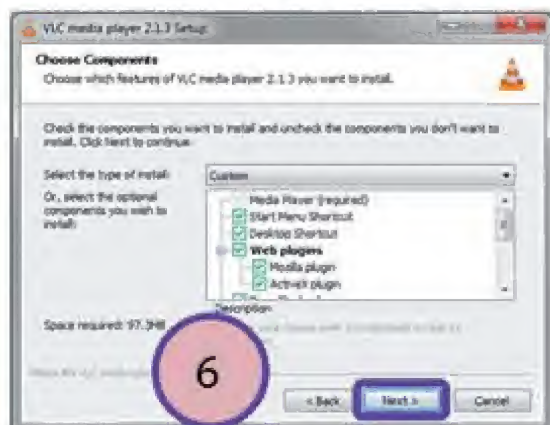 VLC media player 2.1.3 Setup
Choose Components
Choose which features of VLC media player 2.1.3 you want to install.
Check the components you want to install and uncheck the components you don't want to
install. Click Next to continue.
Select the type of install:
Custom
Or, select the optional
components you wish to
install:
Media Player (required)
Start Menu Shortcut
Desktop Shortcut
Web plugins
Mozilla plugin
ActiveX plugin
Description
Space required: 97.3MB
6
< Back
Next >
Cancel